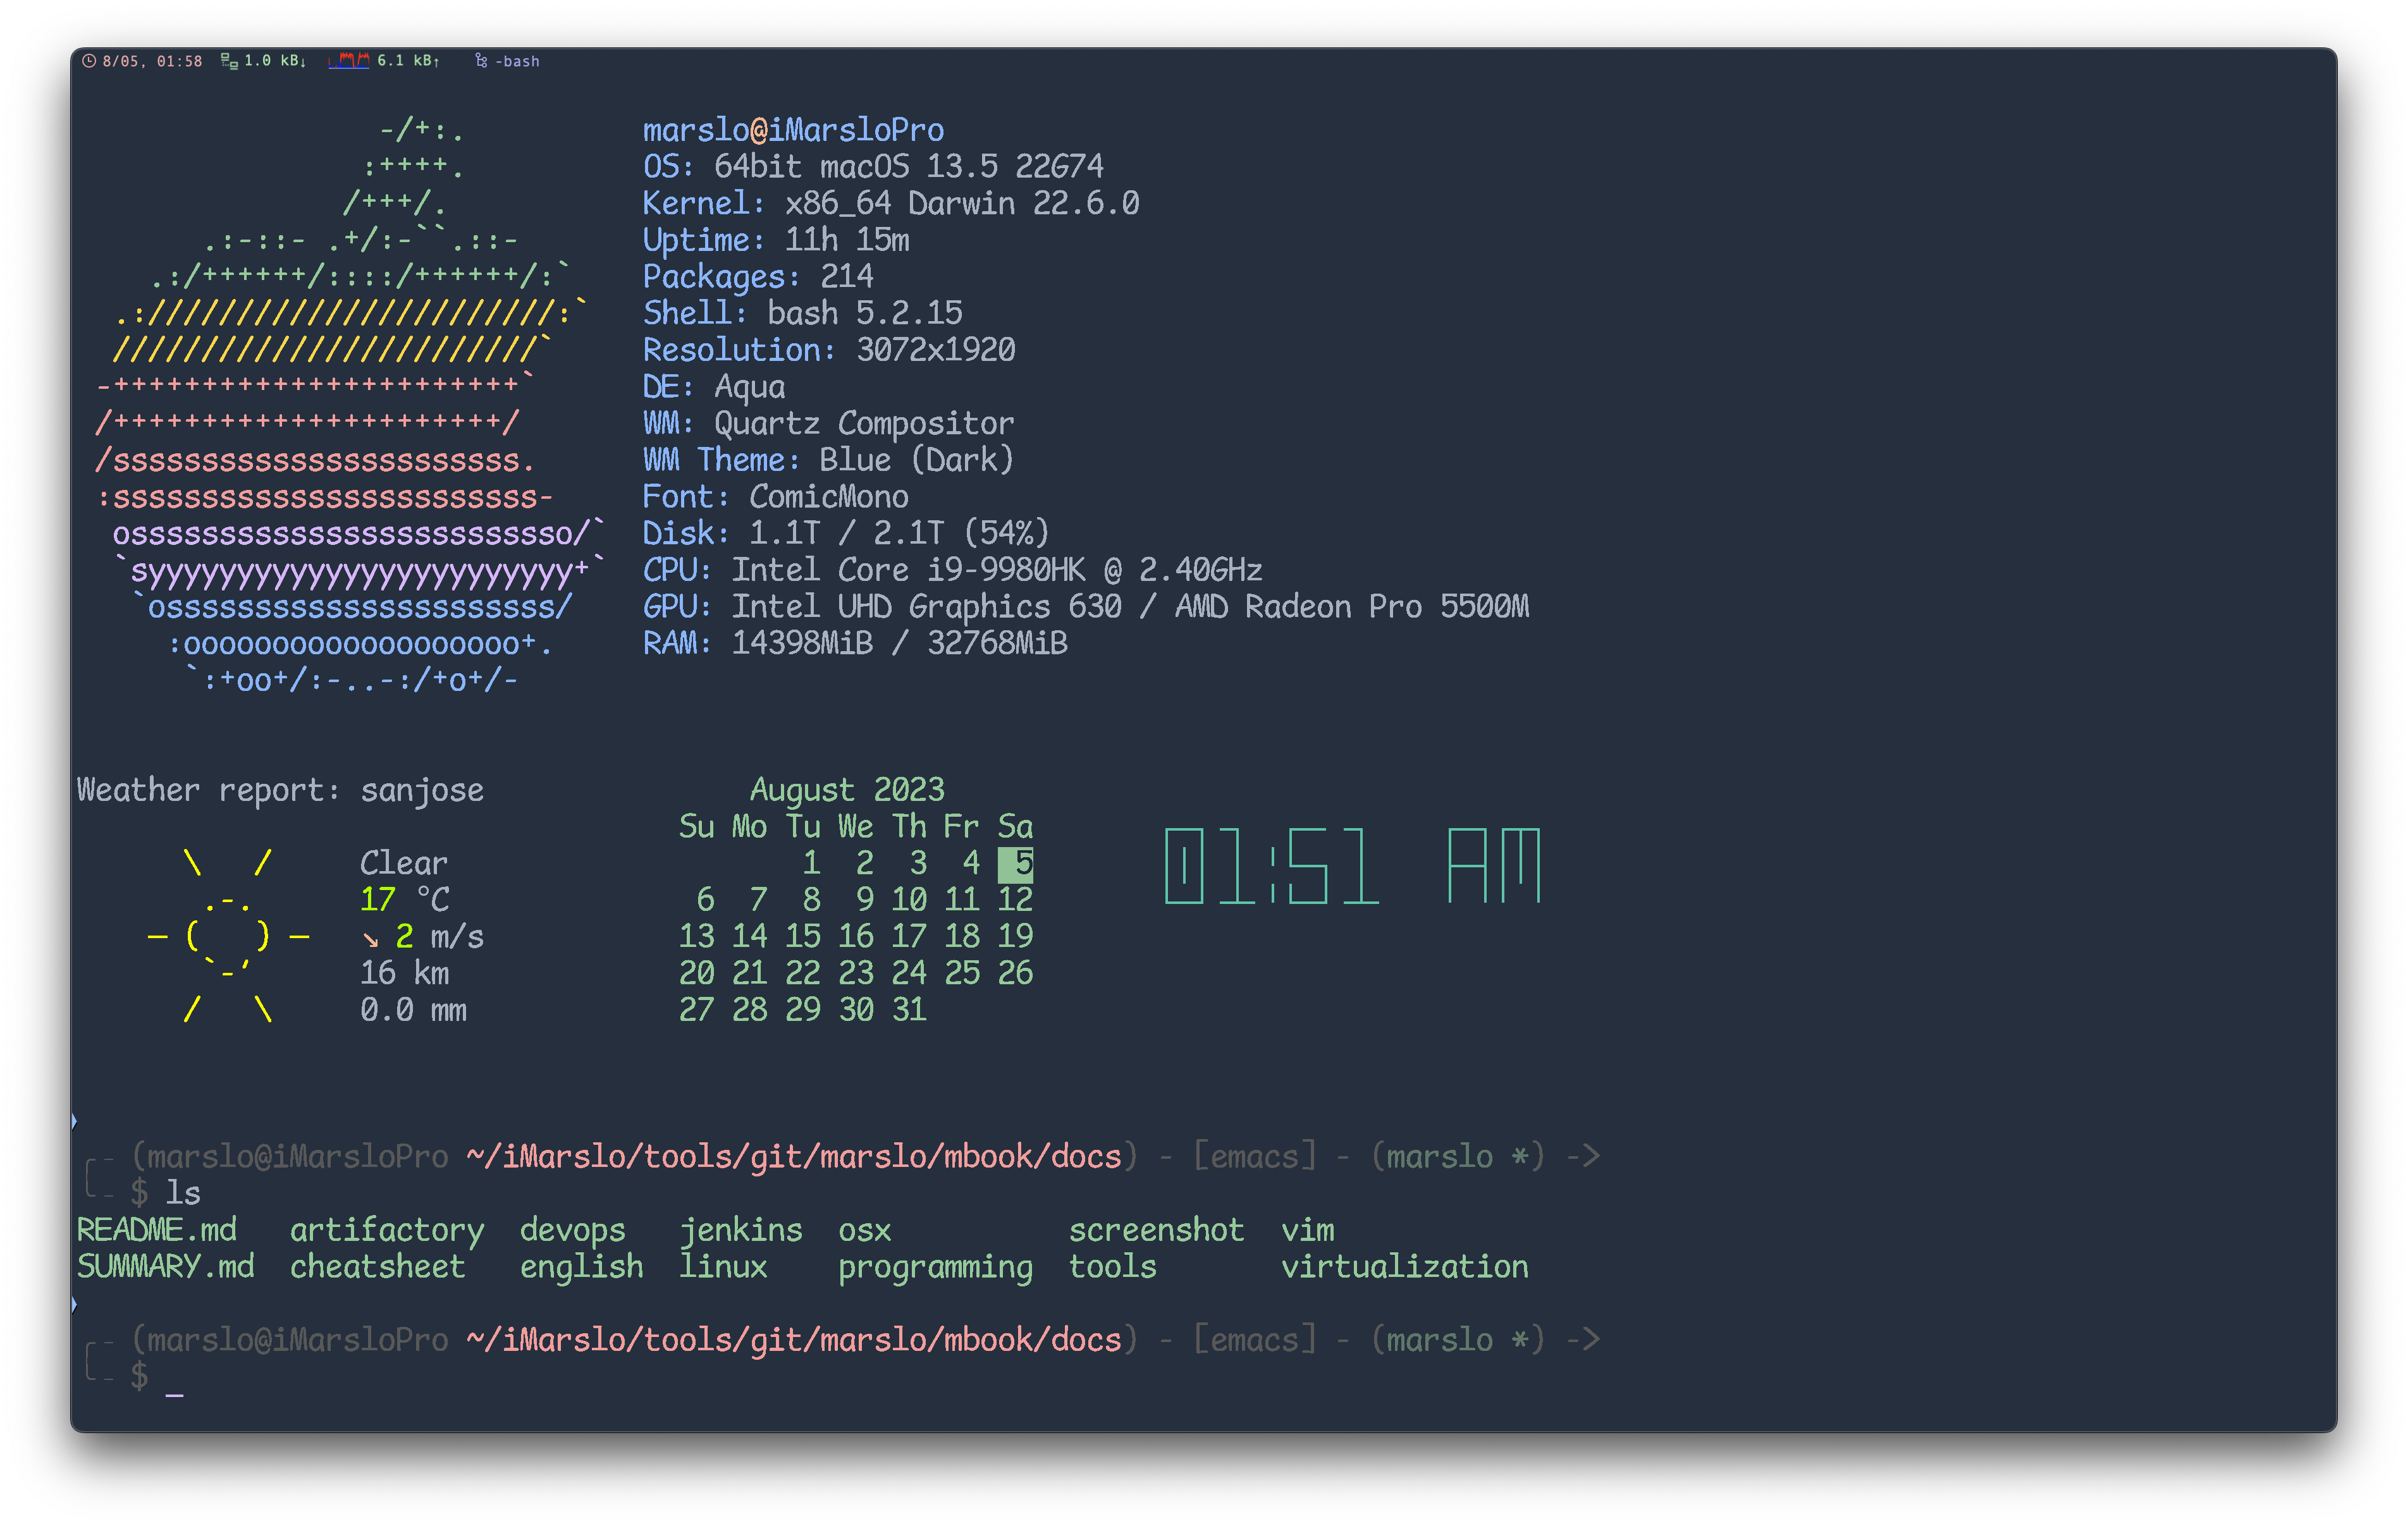 8/05, 01:58 1.0 kB↓ 6.1 kB↑ -bash
marslo@iMarsloPro
OS: 64bit macOS 13.5 22G74
Kernel: x86_64 Darwin 22.6.0
Uptime: 11h 15m
Packages: 214
Shell: bash 5.2.15
Resolution: 3072x1920
DE: Aqua
WM: Quartz Compositor
WM Theme: Blue (Dark)
Font: ComicMono
Disk: 1.1T / 2.1T (54%)
CPU: Intel Core i9-9980HK @ 2.40GHz
GPU: Intel UHD Graphics 630 / AMD Radeon Pro 5500M
RAM: 14398MiB / 32768MiB
Weather report: sanjose
Clear
17 °C
↘ 2 m/s
16 km
0.0 mm
August 2023
Su Mo Tu We Th Fr Sa
1 2 3 4 5
6 7 8 9 10 11 12
13 14 15 16 17 18 19
20 21 22 23 24 25 26
27 28 29 30 31
01:51 AM
(marslo@iMarsloPro ~/iMarslo/tools/git/marslo/mbook/docs) - [emacs] - (marslo *) ->
$ ls
README.md artifactory devops jenkins osx screenshot vim
SUMMARY.md cheatsheet english linux programming tools virtualization
(marslo@iMarsloPro ~/iMarslo/tools/git/marslo/mbook/docs) - [emacs] - (marslo *) ->
$ _